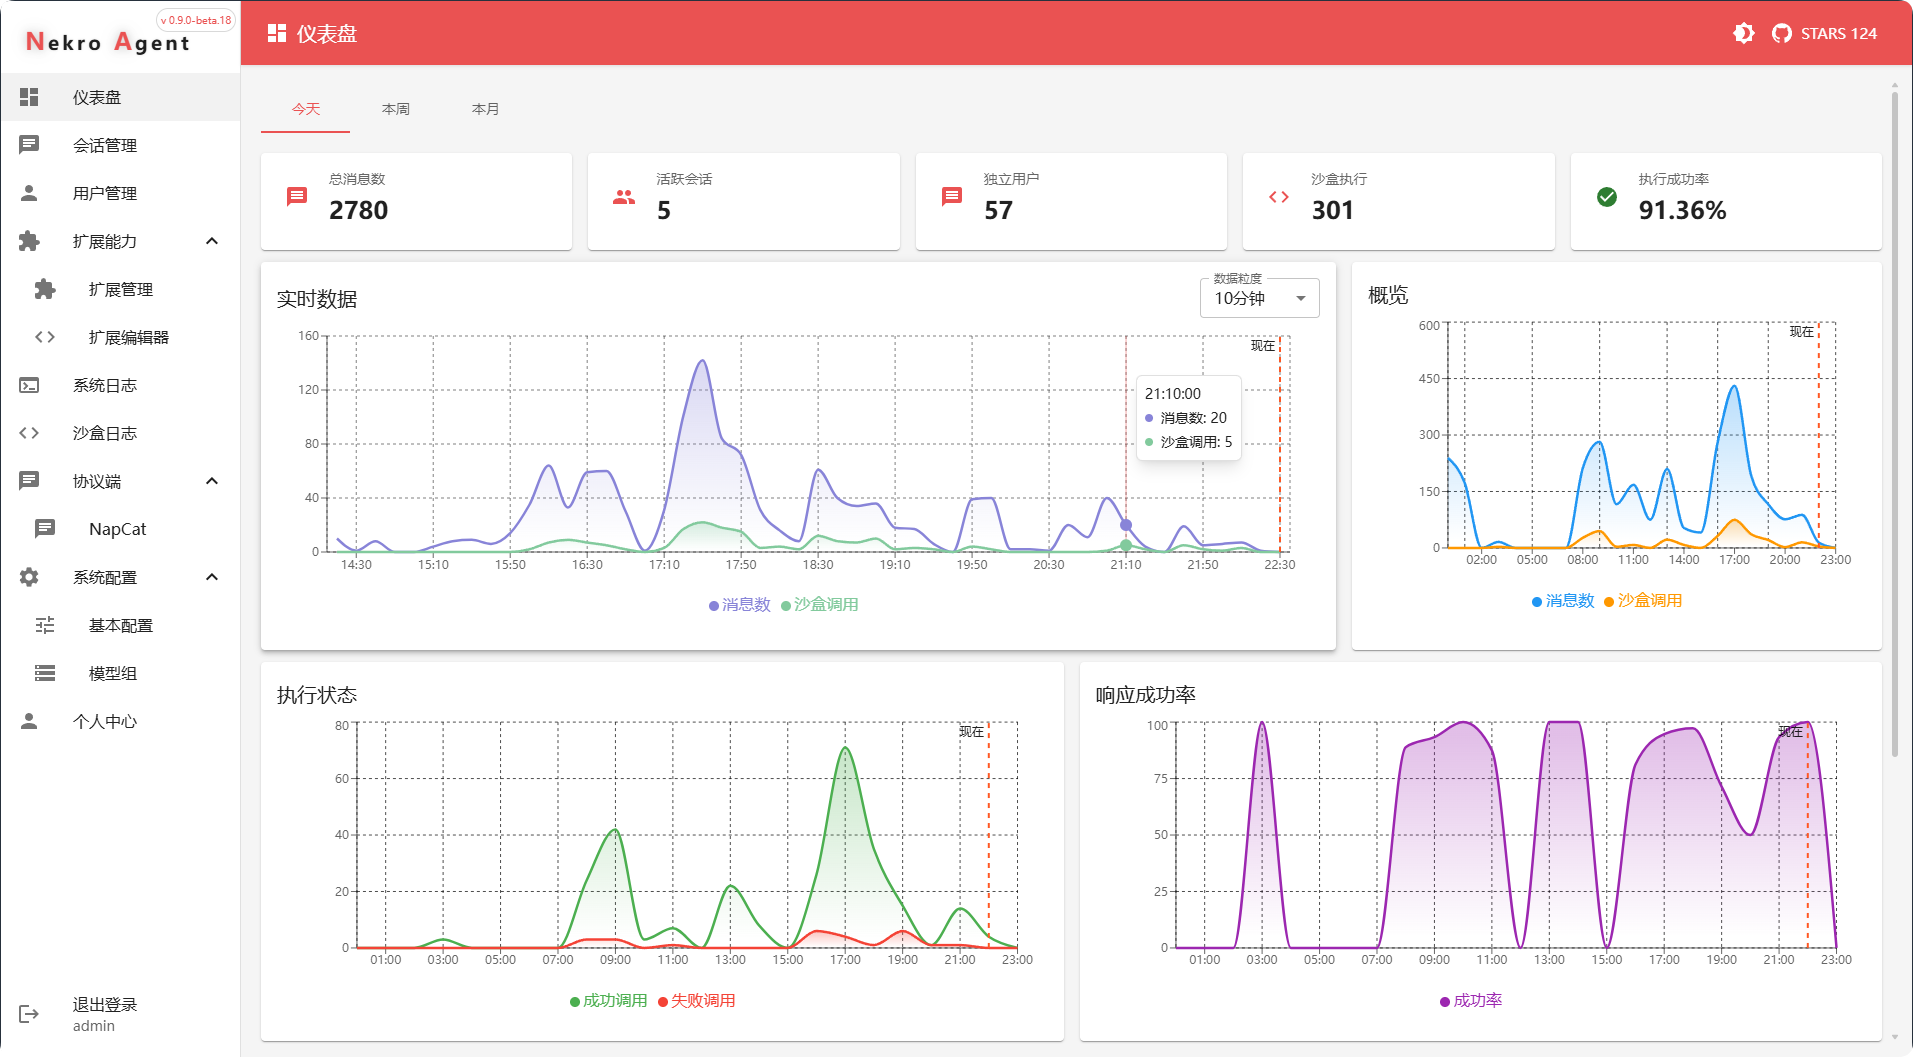 Nekro Agent
v 0.9.0-beta.18
仪表盘
会话管理
用户管理
扩展能力
扩展管理
扩展编辑器
系统日志
沙盒日志
协议端
NapCat
系统配置
基本配置
模型组
个人中心
退出登录
admin
仪表盘
STARS 124
今天 本周 本月
总消息数
2780
活跃会话
5
独立用户
57
沙盒执行
301
执行成功率
91.36%
实时数据
数据粒度
10分钟
160
120
80
40
0
现在
21:10:00
消息数: 20
沙盒调用: 5
14:30 15:10 15:50 16:30 17:10 17:50 18:30 19:10 19:50 20:30 21:10 21:50 22:30
消息数 沙盒调用
概览
600
450
300
150
0
现在
02:00 05:00 08:00 11:00 14:00 17:00 20:00 23:00
消息数 沙盒调用
执行状态
80
60
40
20
0
现在
01:00 03:00 05:00 07:00 09:00 11:00 13:00 15:00 17:00 19:00 21:00 23:00
成功调用 失败调用
响应成功率
100
75
50
25
0
现在
01:00 03:00 05:00 07:00 09:00 11:00 13:00 15:00 17:00 19:00 21:00 23:00
成功率